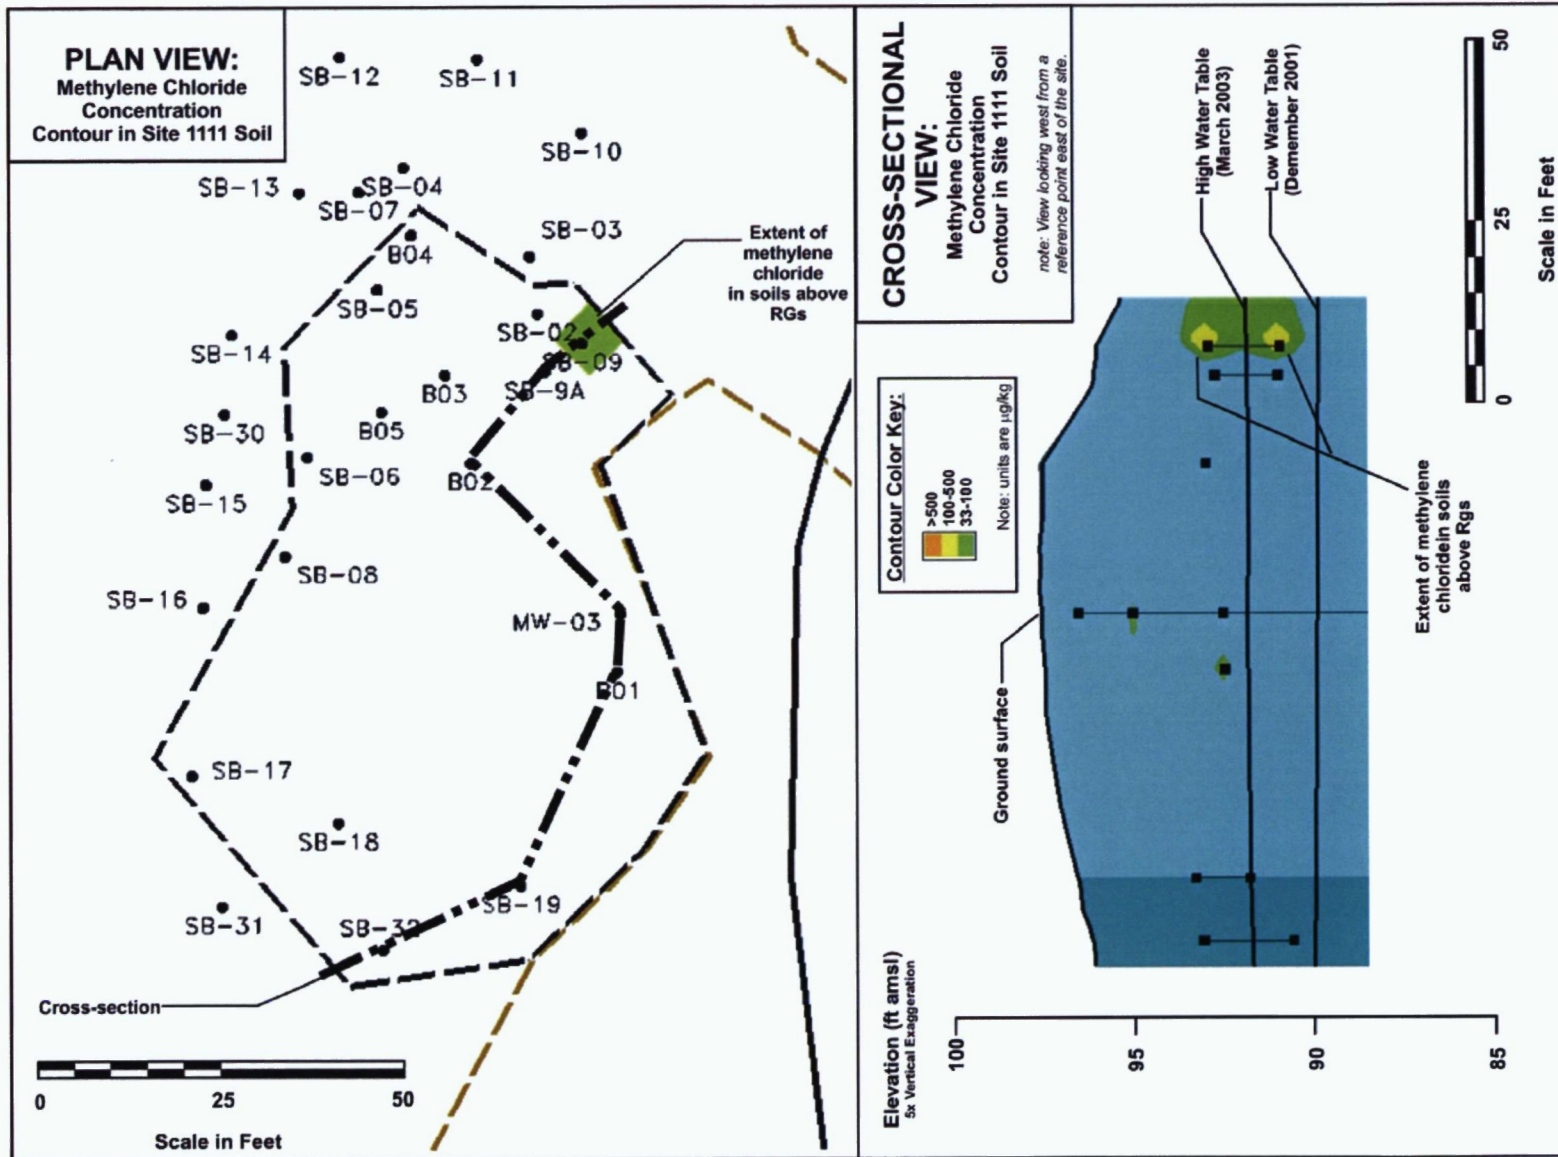 PLAN VIEW:
Methylene Chloride
Concentration
Contour in Site 1111 Soil
SB-12
SB-11
SB-10
SB-13
SB-04
SB-07
SB-03
B04
Extent of
methylene
chloride
in soils above
RGs
SB-05
SB-02
SB-14
SB-09
SB-9A
B03
B05
SB-30
SB-06
B02
SB-15
SB-08
SB-16
MW-03
B01
SB-17
SB-18
SB-19
SB-31
SB-32
Cross-section
0
25
50
Scale in Feet
CROSS-SECTIONAL
VIEW:
Methylene Chloride
Concentration
Contour in Site 1111 Soil
note: View looking west from a
reference point east of the site.
High Water Table
(March 2003)
Low Water Table
(Demember 2001)
50
25
0
Scale in Feet
Contour Color Key:
>500
100-500
33-100
Note: units are µg/kg
Extent of methylene
chloridein soils
above Rgs
Ground surface
Elevation (ft amsl)
5x Vertical Exaggeration
100
95
90
85